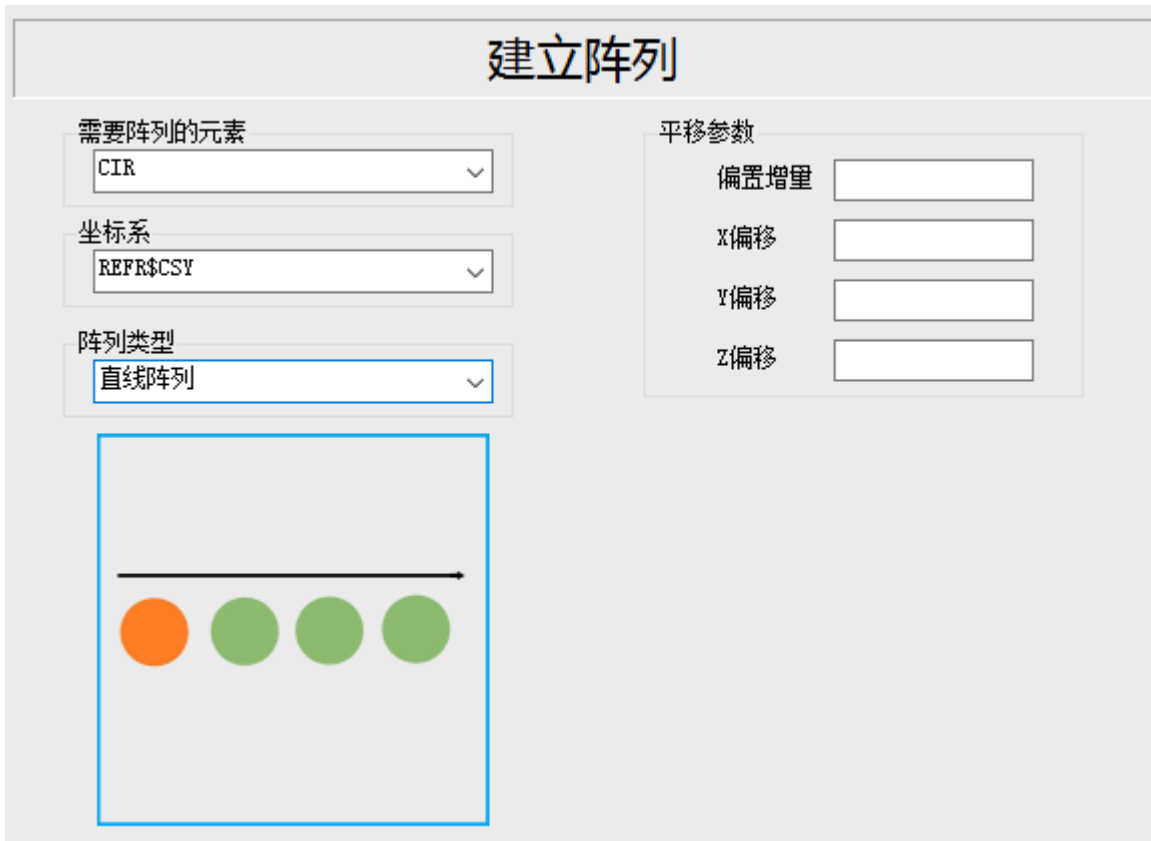 建立阵列
需要阵列的元素
CIR
坐标系
REFR$CSY
阵列类型
直线阵列
平移参数
偏置增量
X偏移
Y偏移
Z偏移